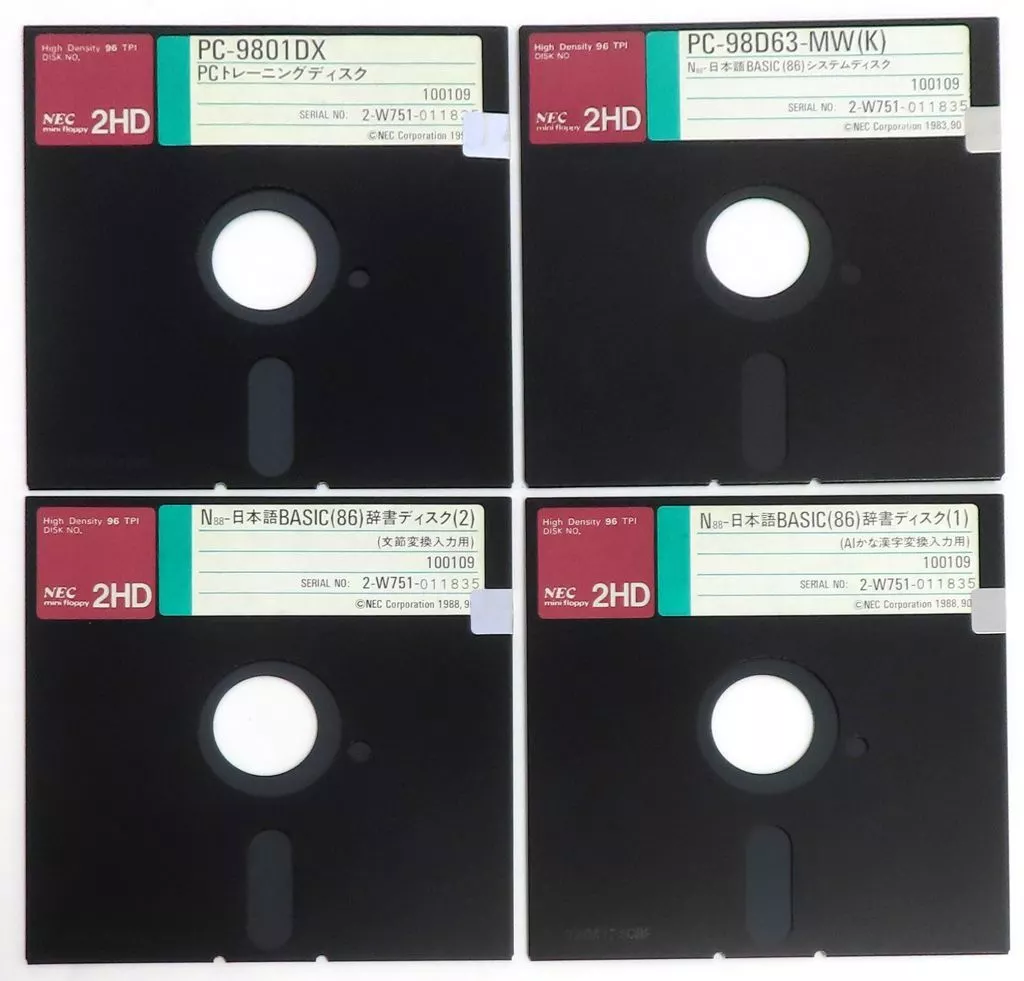 High Density 96 TPI
DISK NO.
NEC
mini floppy 2HD
PC-9801DX
PCトレーニングディスク
100109
SERIAL NO: 2-W751-011835
©NEC Corporation
High Density 96 TPI
DISK NO.
NEC
mini floppy 2HD
PC-98D63-MW(K)
N88-日本語BASIC(86)システムディスク
100109
SERIAL NO: 2-W751-011835
©NEC Corporation 1983,90
High Density 96 TPI
DISK NO.
NEC
mini floppy 2HD
N88-日本語BASIC(86)辞書ディスク(2)
(文節変換入力用)
100109
SERIAL NO: 2-W751-011835
©NEC Corporation 1988,9
High Density 96 TPI
DISK NO.
NEC
mini floppy 2HD
N88-日本語BASIC(86)辞書ディスク(1)
(AIかな漢字変換入力用)
100109
SERIAL NO: 2-W751-011835
©NEC Corporation 1988,90